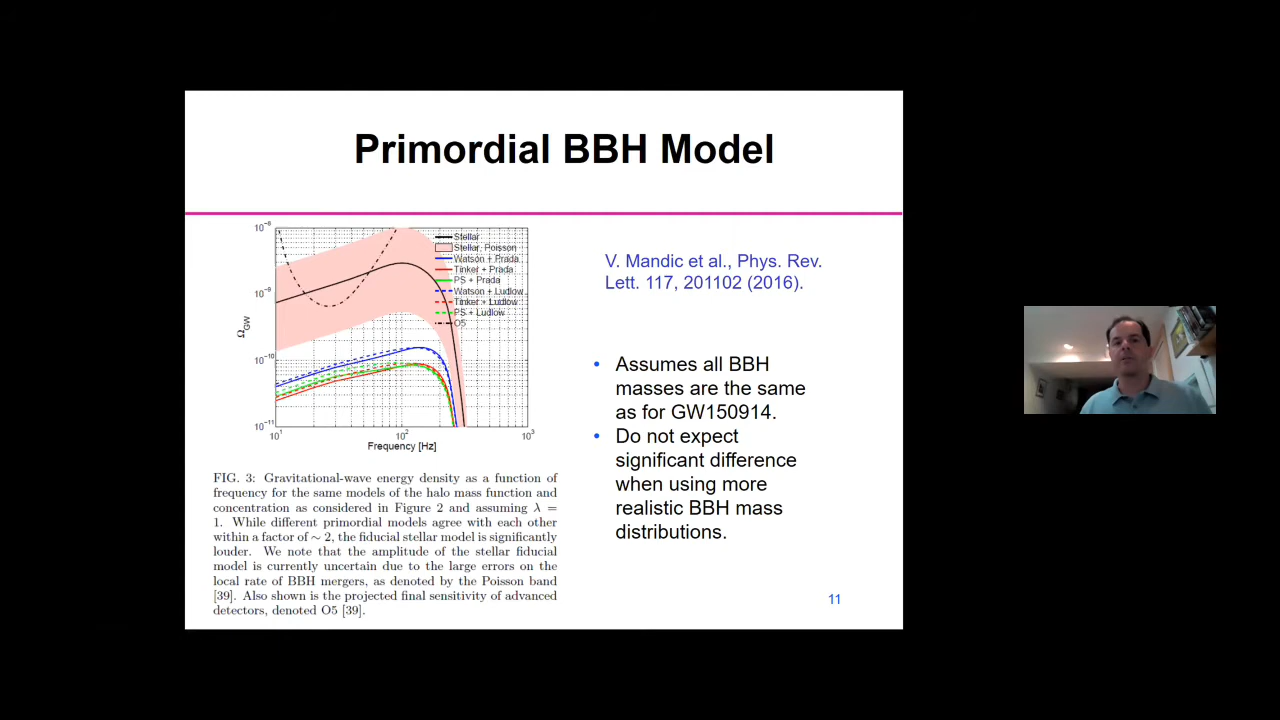 Primordial BBH Model
10⁻⁸
10⁻⁹
10⁻¹⁰
10⁻¹¹
Ω_GW
Stellar
Stellar, Poisson
Watson + Prada
Tinker + Prada
PS + Prada
Watson + Ludlow
Tinker + Ludlow
PS + Ludlow
O5
10¹ 10² 10³
Frequency [Hz]
FIG. 3: Gravitational-wave energy density as a function of
frequency for the same models of the halo mass function and
concentration as considered in Figure 2 and assuming λ =
1. While different primordial models agree with each other
within a factor of ∼ 2, the fiducial stellar model is significantly
louder. We note that the amplitude of the stellar fiducial
model is currently uncertain due to the large errors on the
local rate of BBH mergers, as denoted by the Poisson band
[39]. Also shown is the projected final sensitivity of advanced
detectors, denoted O5 [39].
V. Mandic et al., Phys. Rev.
Lett. 117, 201102 (2016).
• Assumes all BBH
masses are the same
as for GW150914.
• Do not expect
significant difference
when using more
realistic BBH mass
distributions.
11